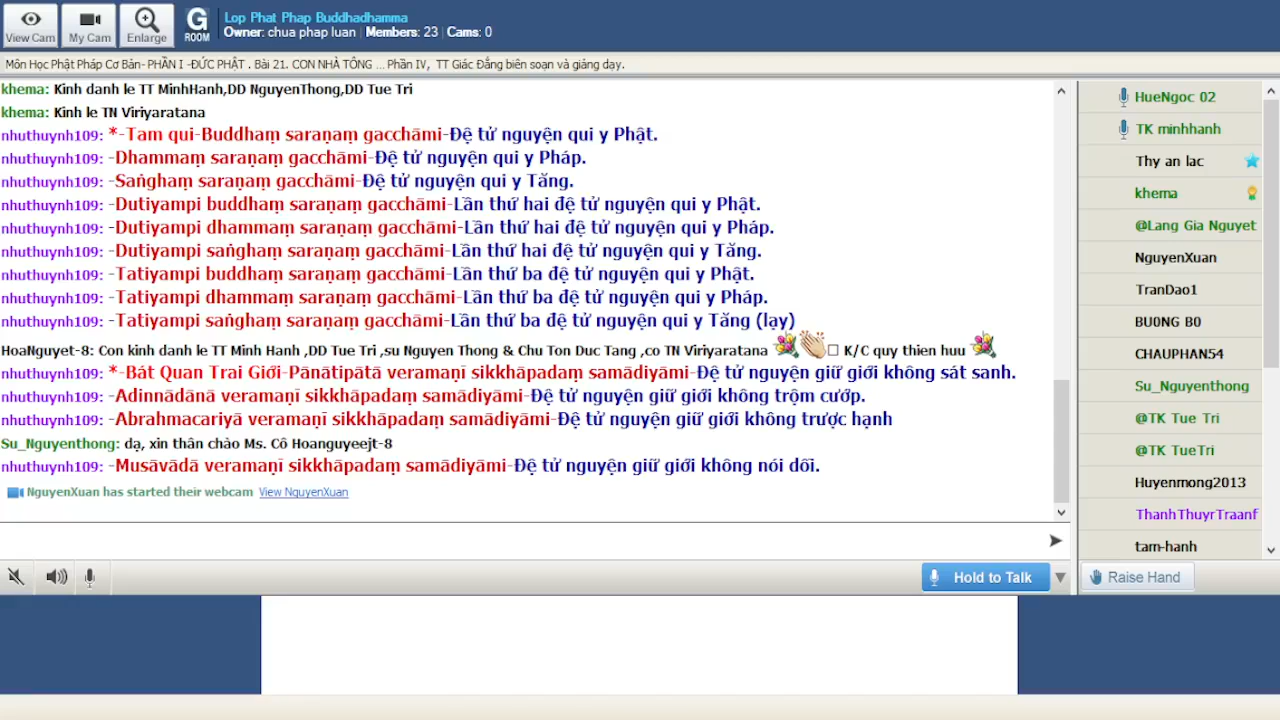 View Cam
My Cam
Enlarge
G
ROOM
Lop Phat Phap Buddhadhamma
Owner: chua phap luan | Members: 23 | Cams: 0
Môn Học Phật Pháp Cơ Bản- PHẦN I -ĐỨC PHẬT . Bài 21. CON NHÀ TÔNG ... Phần IV, TT Giác Đẳng biên soạn và giảng dạy.
khema: Kinh danh le TT MinhHanh,DD NguyenThong,DD Tue Tri
khema: Kinh le TN Viriyaratana
nhuthuynh109: *-Tam qui-Buddhaṃ saraṇaṃ gacchāmi-Đệ tử nguyện qui y Phật.
nhuthuynh109: -Dhammaṃ saraṇaṃ gacchāmi-Đệ tử nguyện qui y Pháp.
nhuthuynh109: -Saṅghaṃ saraṇaṃ gacchāmi-Đệ tử nguyện qui y Tăng.
nhuthuynh109: -Dutiyampi buddhaṃ saraṇaṃ gacchāmi-Lần thứ hai đệ tử nguyện qui y Phật.
nhuthuynh109: -Dutiyampi dhammaṃ saraṇaṃ gacchāmi-Lần thứ hai đệ tử nguyện qui y Pháp.
nhuthuynh109: -Dutiyampi saṅghaṃ saraṇaṃ gacchāmi-Lần thứ hai đệ tử nguyện qui y Tăng.
nhuthuynh109: -Tatiyampi buddhaṃ saraṇaṃ gacchāmi-Lần thứ ba đệ tử nguyện qui y Phật.
nhuthuynh109: -Tatiyampi dhammaṃ saraṇaṃ gacchāmi-Lần thứ ba đệ tử nguyện qui y Pháp.
nhuthuynh109: -Tatiyampi saṅghaṃ saraṇaṃ gacchāmi-Lần thứ ba đệ tử nguyện qui y Tăng (lạy)
HoaNguyet-8: Con kinh danh le TT Minh Hanh ,DD Tue Tri ,su Nguyen Thong & Chu Ton Duc Tang ,co TN Viriyaratana K/C quy thien huu
nhuthuynh109: *-Bát Quan Trai Giới-Pānātipātā veramaṇī sikkhāpadaṃ samādiyāmi-Đệ tử nguyện giữ giới không sát sanh.
nhuthuynh109: -Adinnādānā veramaṇī sikkhāpadaṃ samādiyāmi-Đệ tử nguyện giữ giới không trộm cướp.
nhuthuynh109: -Abrahmacariyā veramaṇī sikkhāpadaṃ samādiyāmi-Đệ tử nguyện giữ giới không trược hạnh
Su_Nguyenthong: dạ, xin thân chào Ms. Cô Hoanguyeejt-8
nhuthuynh109: -Musāvādā veramaṇī sikkhāpadaṃ samādiyāmi-Đệ tử nguyện giữ giới không nói dối.
NguyenXuan has started their webcam View NguyenXuan
Hold to Talk
HueNgoc 02
TK minhhanh
Thy an lac
khema
@Lang Gia Nguyet
NguyenXuan
TranDao1
BU0NG B0
CHAUPHAN54
Su_Nguyenthong
@TK Tue Tri
@TK TueTri
Huyenmong2013
ThanhThuyrTraanf
tam-hanh
Raise Hand